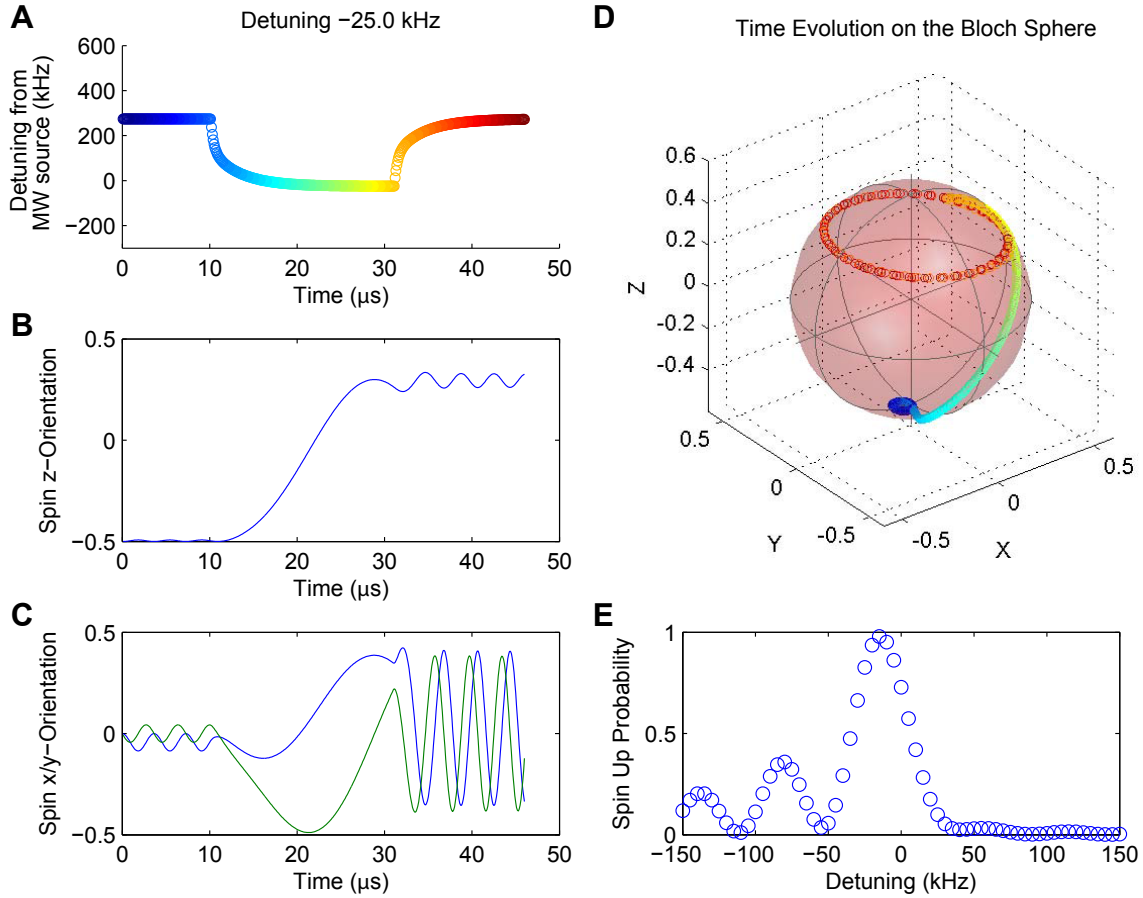 A
Detuning −25.0 kHz
Detuning from
MW source (kHz)
600
400
200
0
−200
0 10 20 30 40 50
Time (μs)
B
Spin z−Orientation
0.5
0
−0.5
0 10 20 30 40 50
Time (μs)
C
Spin x/y−Orientation
0.5
0
−0.5
0 10 20 30 40 50
Time (μs)
D
Time Evolution on the Bloch Sphere
Z
0.6
0.4
0.2
0
-0.2
-0.4
0.5
0
-0.5
Y
-0.5
0
0.5
X
E
Spin Up Probability
1
0.5
0
−150 −100 −50 0 50 100 150
Detuning (kHz)